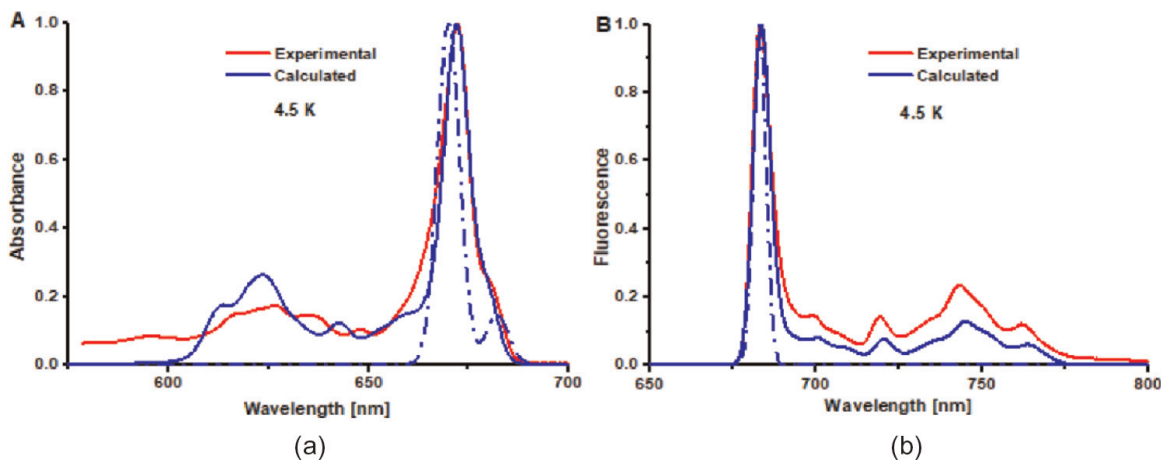 A
1.0
0.8
0.6
0.4
0.2
0.0
Absorbance
Experimental
Calculated
4.5 K
600
650
700
Wavelength [nm]
(a)
B
1.0
0.8
0.6
0.4
0.2
0.0
Fluorescence
Experimental
Calculated
4.5 K
650
700
750
800
Wavelength [nm]
(b)